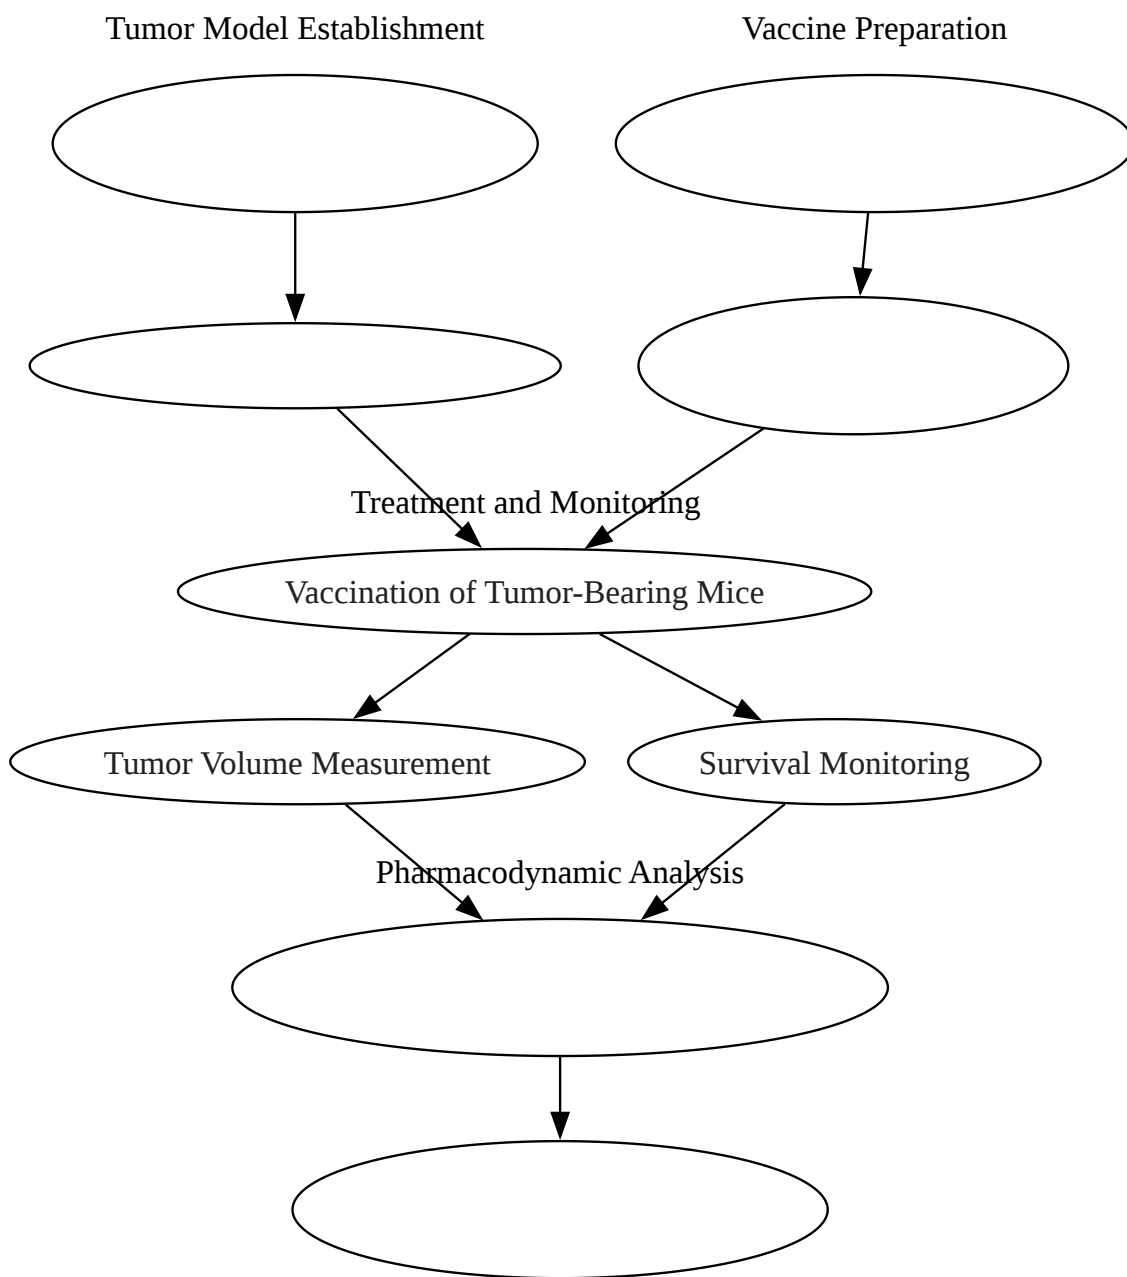 Tumor Model Establishment
Vaccine Preparation
Treatment and Monitoring
Vaccination of Tumor-Bearing Mice
Tumor Volume Measurement
Survival Monitoring
Pharmacodynamic Analysis